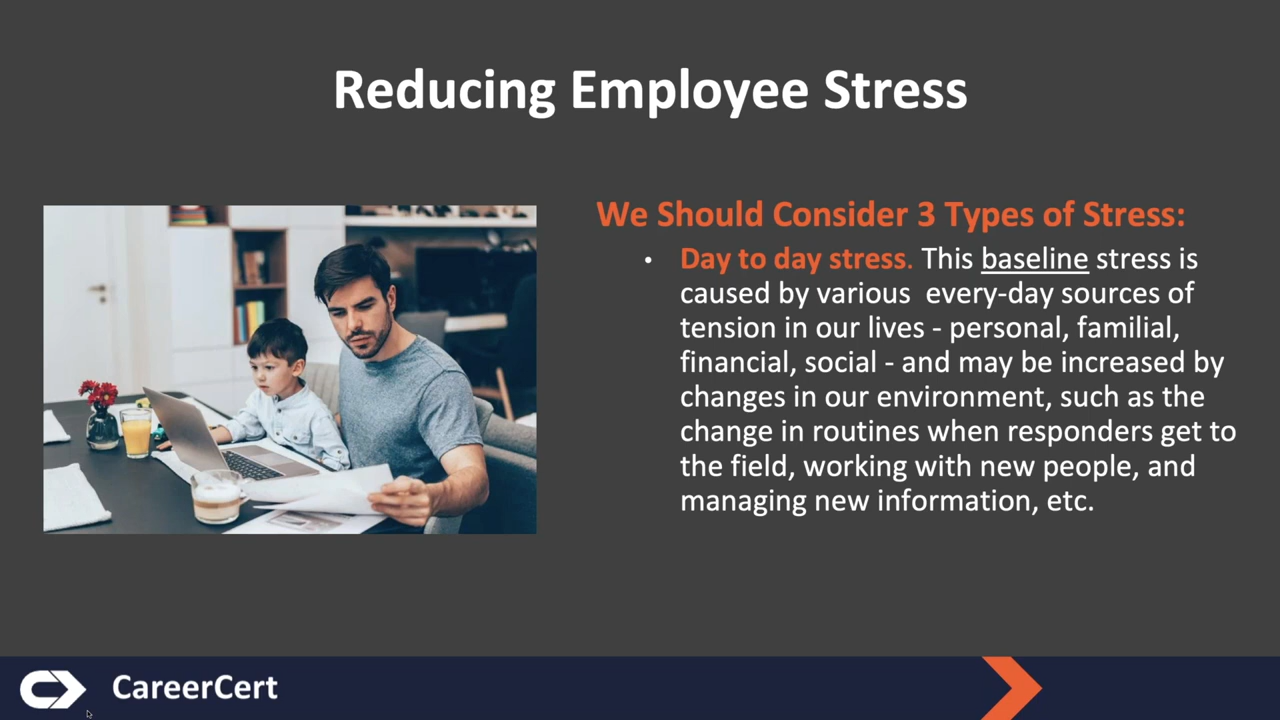 Reducing Employee Stress
We Should Consider 3 Types of Stress:
• Day to day stress. This baseline stress is
caused by various  every-day sources of
tension in our lives - personal, familial,
financial, social - and may be increased by
changes in our environment, such as the
change in routines when responders get to
the field, working with new people, and
managing new information, etc.
CareerCert